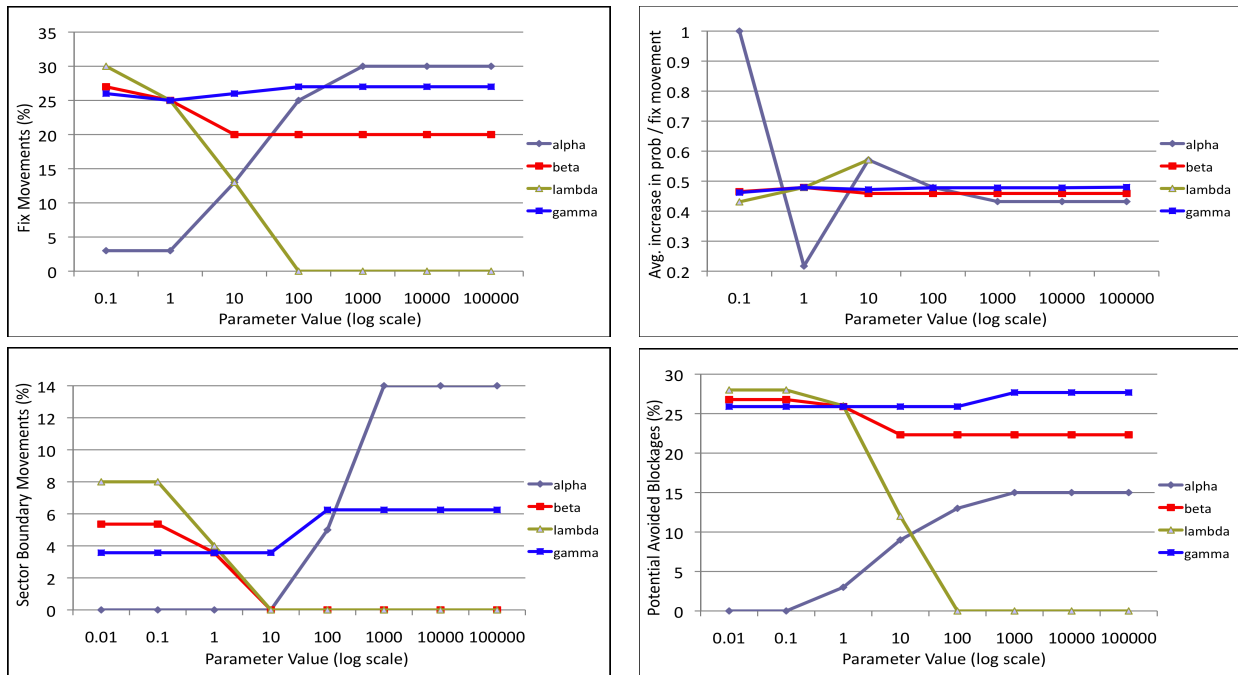 35
30
25
20
15
10
5
0
Fix Movements (%)
0.1 1 10 100 1000 10000 100000
Parameter Value (log scale)
alpha
beta
lambda
gamma
1
0.9
0.8
0.7
0.6
0.5
0.4
0.3
0.2
Avg. increase in prob / fix movement
0.1 1 10 100 1000 10000 100000
Parameter Value (log scale)
alpha
beta
lambda
gamma
14
12
10
8
6
4
2
0
Sector Boundary Movements (%)
0.01 0.1 1 10 100 1000 10000 100000
Parameter Value (log scale)
alpha
beta
lambda
gamma
30
25
20
15
10
5
0
Potential Avoided Blockages (%)
0.01 0.1 1 10 100 1000 10000 100000
Parameter Value (log scale)
alpha
beta
lambda
gamma